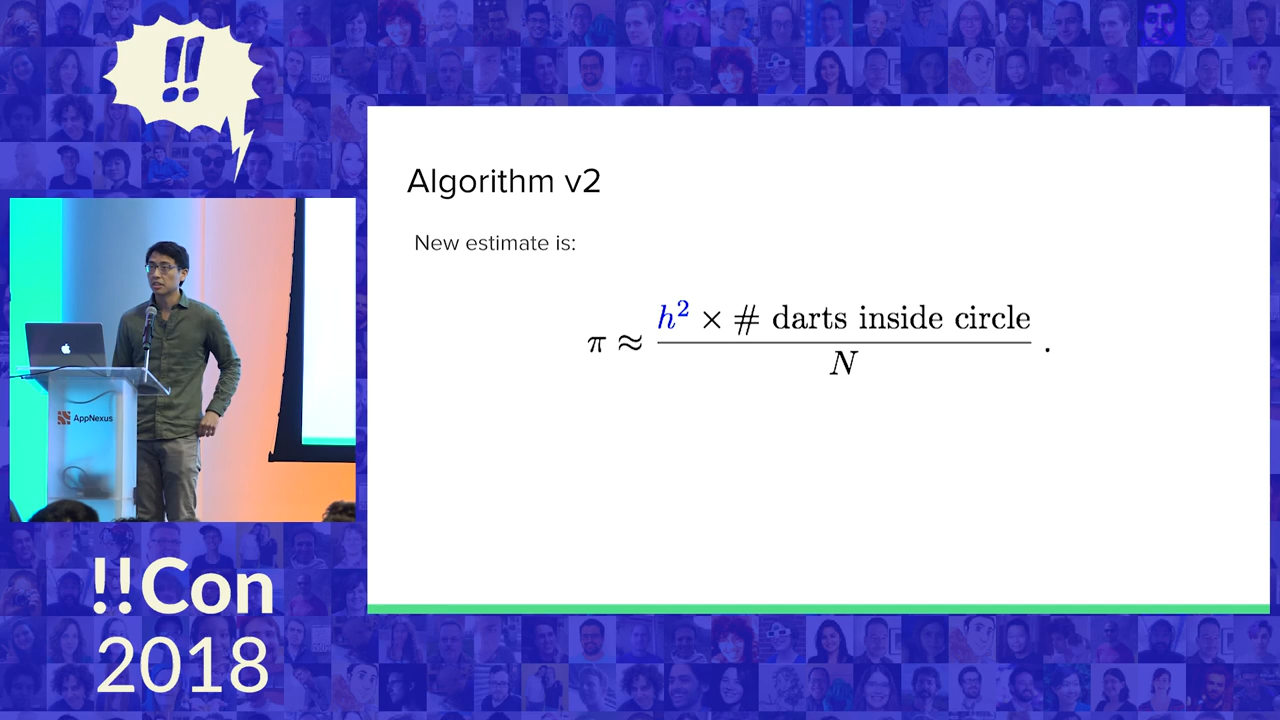 !!
Algorithm v2
New estimate is:
π ≈ h² × # darts inside circle / N .
AppNexus
!!Con
2018